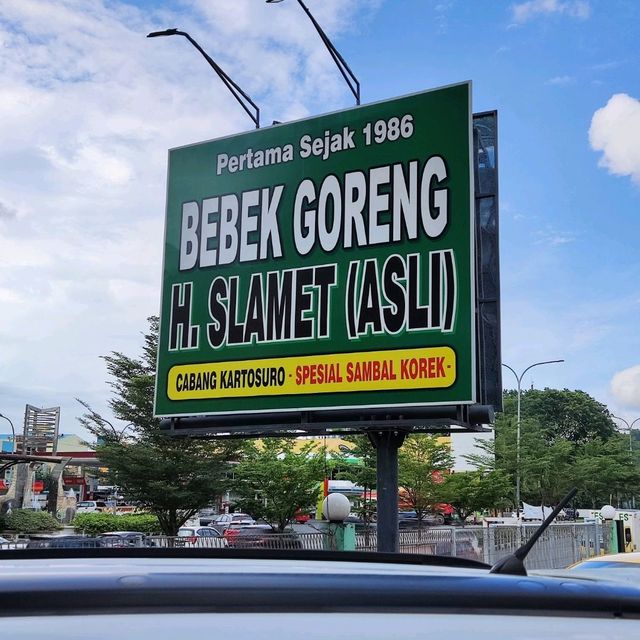 Pertama Sejak 1986
BEBEK GORENG
H. SLAMET (ASLI)
CABANG KARTOSURO - SPESIAL SAMBAL KOREK-